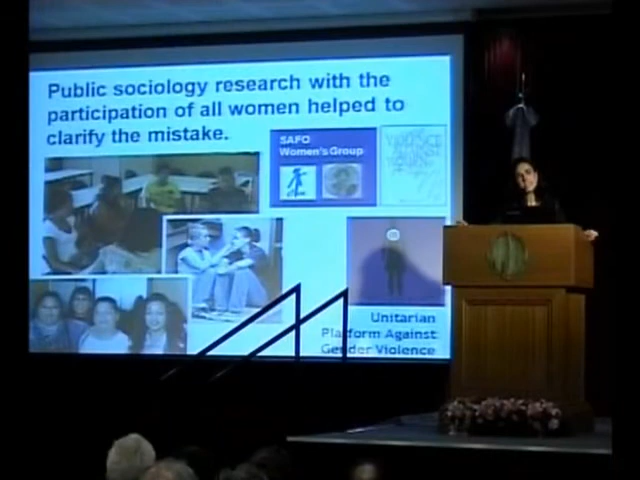 Public sociology research with the
participation of all women helped to
clarify the mistake.
SAFO
Women's Group
Unitarian
Platform Against
Gender Violence